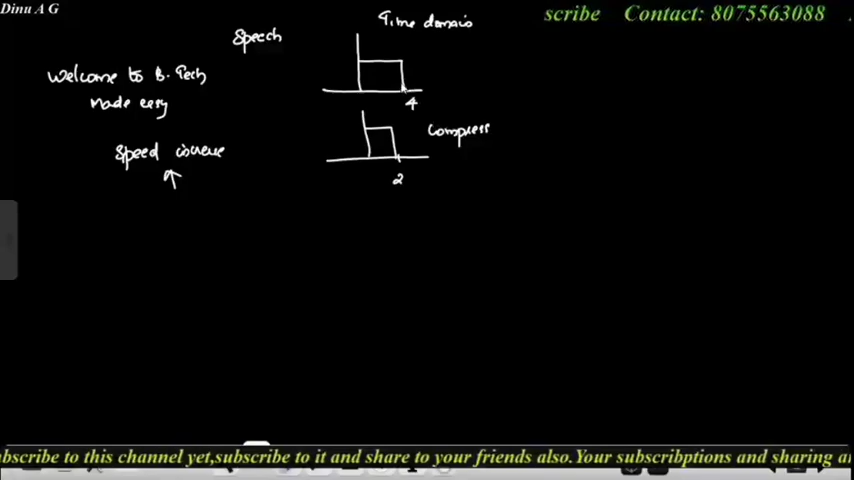 Dinu A G
scribe Contact: 8075563088
Time domain
Speech
Welcome to B. Tech
made easy
4
Compress
Speed increase
2
bscribe to this channel yet,subscribe to it and share to your friends also.Your subscribptions and sharing a